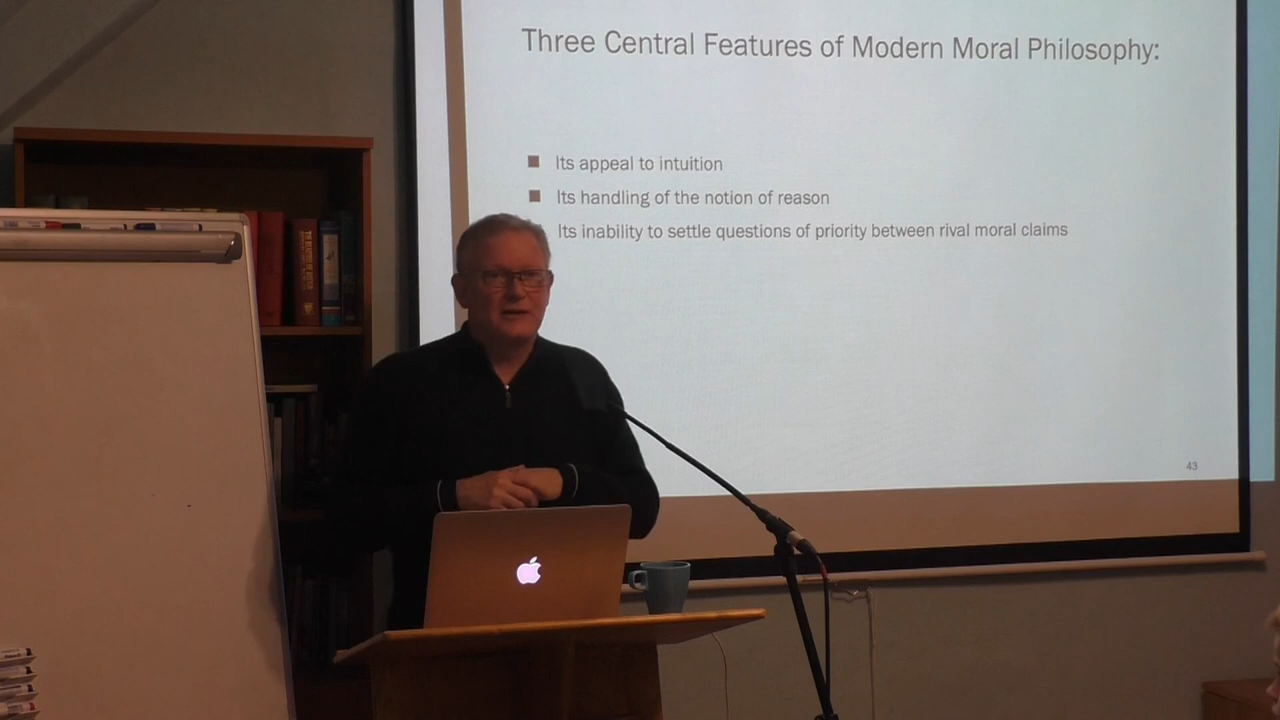 Three Central Features of Modern Moral Philosophy:
Its appeal to intuition
Its handling of the notion of reason
Its inability to settle questions of priority between rival moral claims
43